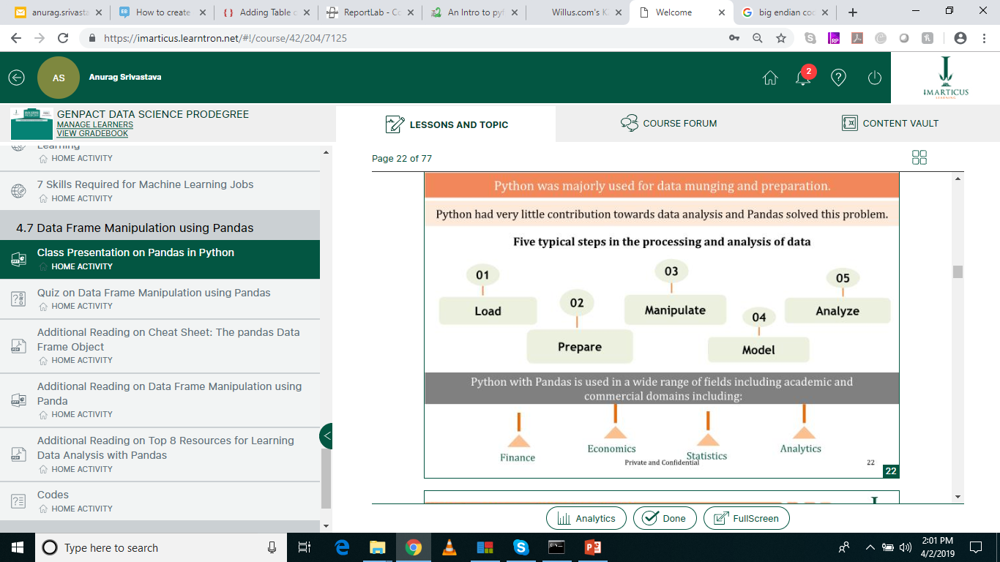 anurg.srivasta
How to create
Adding Table c
ReportLab - Co
An Intro to pyf
Willus.com's K
Welcome
big endian coc
https://imarticus.learntron.net/#!/course/42/204/7125
AS
Anurag Srivastava
2
IMARTICUS
LEARNING
GENPACT DATA SCIENCE PRODEGREE
MANAGE LEARNERS
VIEW GRADEBOOK
LESSONS AND TOPIC
COURSE FORUM
CONTENT VAULT
Learning
HOME ACTIVITY
7 Skills Required for Machine Learning Jobs
HOME ACTIVITY
4.7 Data Frame Manipulation using Pandas
Class Presentation on Pandas in Python
HOME ACTIVITY
Quiz on Data Frame Manipulation using Pandas
HOME ACTIVITY
Additional Reading on Cheat Sheet: The pandas Data
Frame Object
HOME ACTIVITY
Additional Reading on Data Frame Manipulation using
Panda
HOME ACTIVITY
Additional Reading on Top 8 Resources for Learning
Data Analysis with Pandas
HOME ACTIVITY
Codes
HOME ACTIVITY
Page 22 of 77
Python was majorly used for data munging and preparation.
Python had very little contribution towards data analysis and Pandas solved this problem.
Five typical steps in the processing and analysis of data
01
Load
02
Prepare
03
Manipulate
04
Model
05
Analyze
Python with Pandas is used in a wide range of fields including academic and
commercial domains including:
Finance
Economics
Statistics
Analytics
Private and Confidential
22
22
Analytics
Done
FullScreen
Type here to search
2:01 PM
4/2/2019